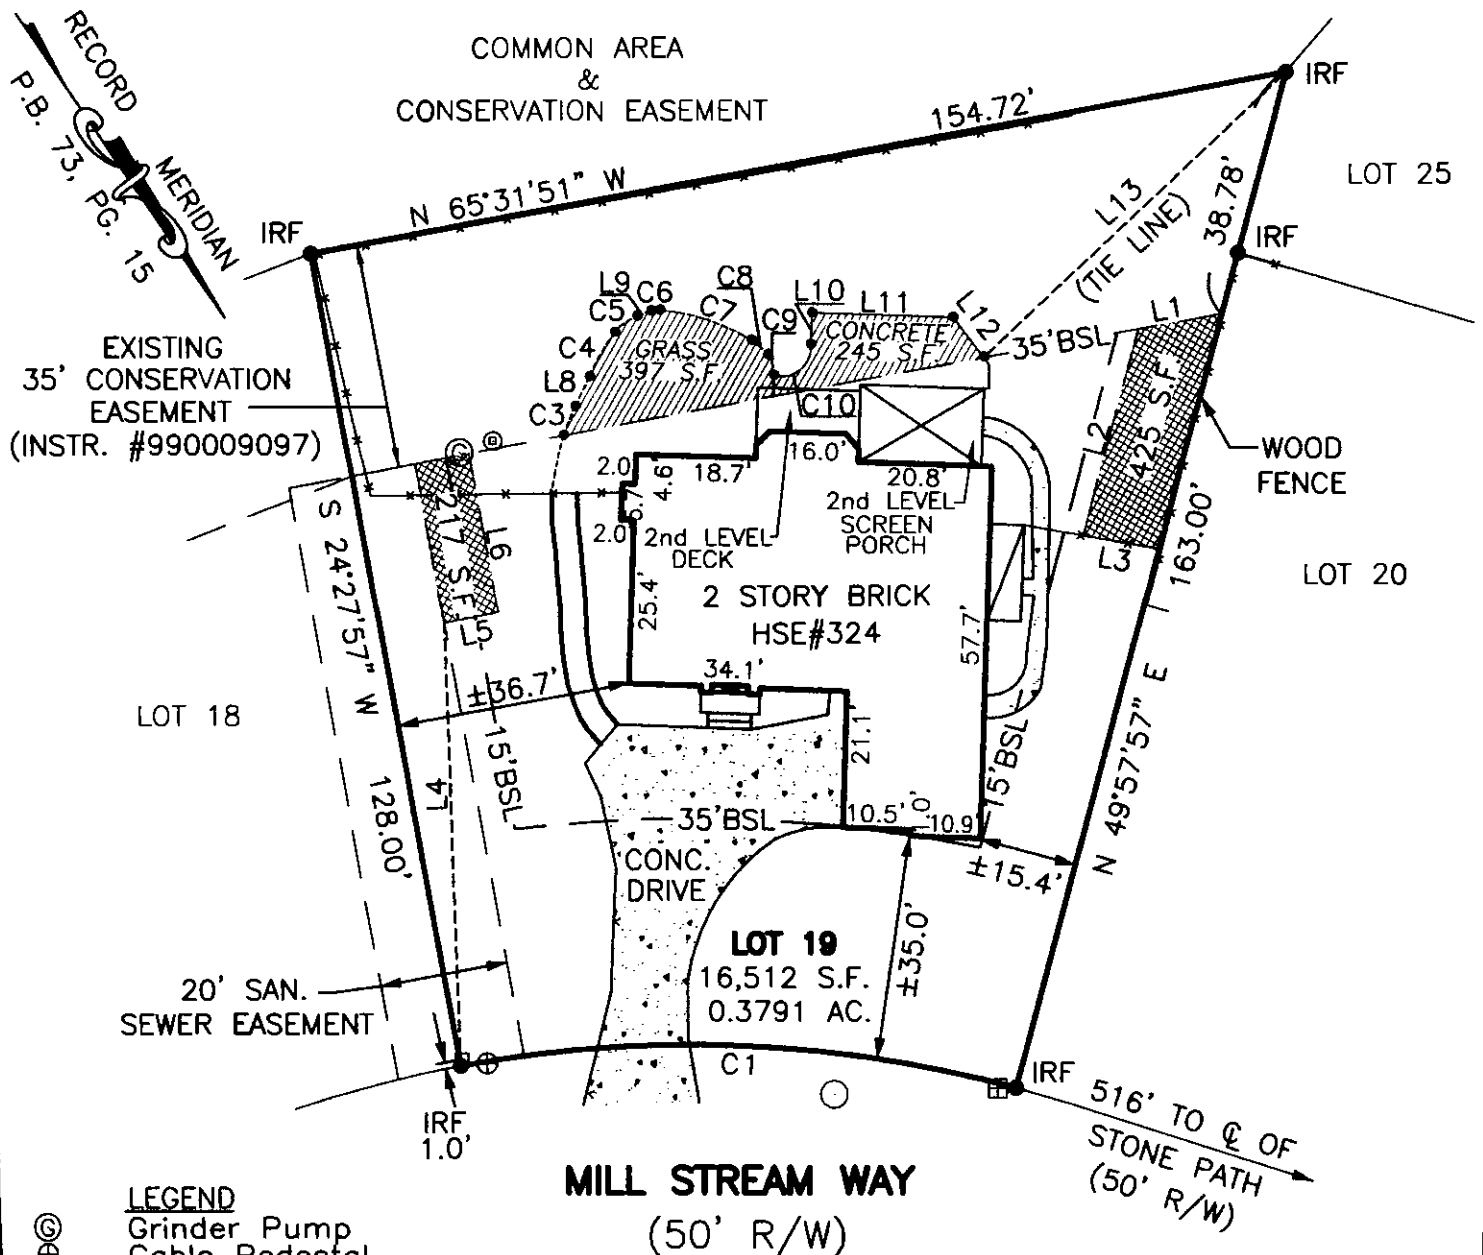 RECORD
MERIDIAN
P.B. 73, PG. 15
COMMON AREA
&
CONSERVATION EASEMENT
IRF
154.72'
N 65°31'51" W
IRF
LOT 25
38.78'
IRF
L13
(TIE LINE)
EXISTING
35' CONSERVATION
EASEMENT
(INSTR. #990009097)
L9
C6
C8
L10
C5
C7
C9
L11
L12
L1
C4
L8
C3
GRASS
397 S.F.
CONCRETE
245 S.F.
35'BSL
C10
L2
425 S.F.
WOOD
FENCE
L3
163.00'
N 49°57'57" E
LOT 20
2.0'
4.6'
5.7'
2.0'
18.7'
16.0'
20.8'
2nd LEVEL
DECK
2nd LEVEL
SCREEN
PORCH
S 24°27'57" W
217 S.F.
L6
L5
25.4'
2 STORY BRICK
HSE#324
57.7'
34.1'
±36.7'
LOT 18
128.00'
L4
15'BSL
21.1'
15'BSL
35'BSL
10.5'
10.9'
±15.4'
CONC.
DRIVE
LOT 19
16,512 S.F.
0.3791 AC.
±35.0'
20' SAN.
SEWER EASEMENT
C1
IRF
1.0'
IRF
516' TO ℄ OF
STONE PATH
(50' R/W)
MILL STREAM WAY
(50' R/W)
LEGEND
G Grinder Pump
Cable Pedestal